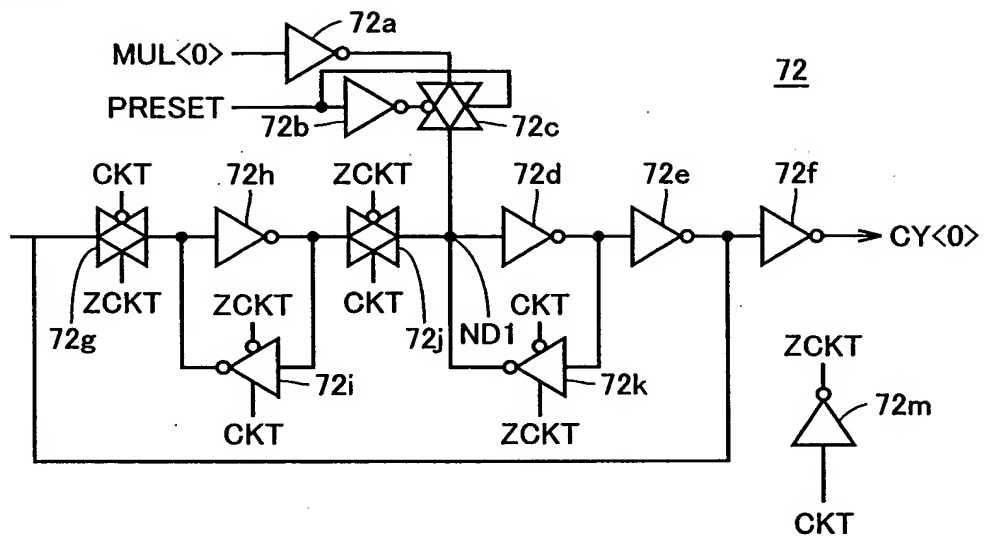 72a
MUL<0>
72
PRESET
72b
72c
CKT
72h
ZCKT
72d
72e
72f
CY<0>
ZCKT
ZCKT
CKT
CKT
72g
72j
ND1
ZCKT
72i
72k
72m
CKT
ZCKT
CKT